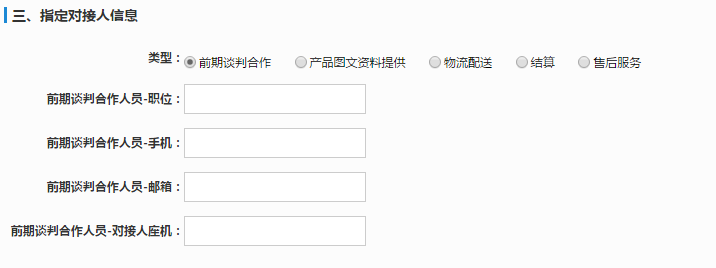 三、指定对接人信息
类型： 前期谈判合作 产品图文资料提供 物流配送 结算 售后服务
前期谈判合作人员-职位：
前期谈判合作人员-手机：
前期谈判合作人员-邮箱：
前期谈判合作人员-对接人座机：